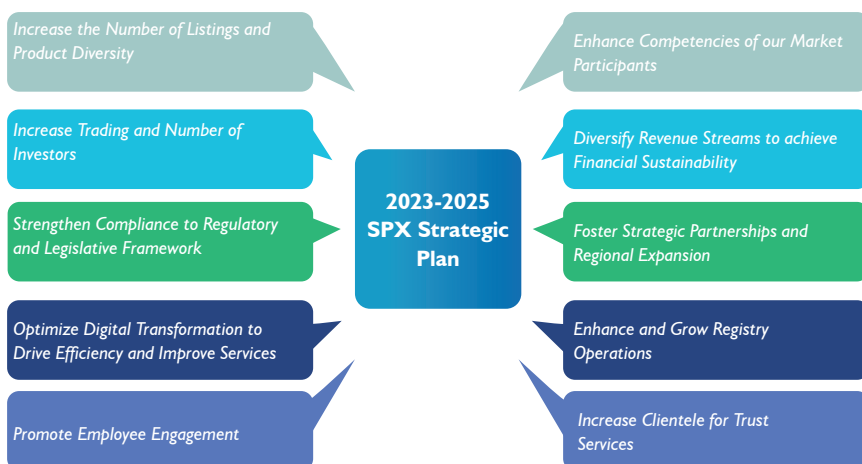 Increase the Number of Listings and
Product Diversity
Increase Trading and Number of
Investors
Strengthen Compliance to Regulatory
and Legislative Framework
Optimize Digital Transformation to
Drive Efficiency and Improve Services
Promote Employee Engagement
2023-2025
SPX Strategic
Plan
Enhance Competencies of our Market
Participants
Diversify Revenue Streams to achieve
Financial Sustainability
Foster Strategic Partnerships and
Regional Expansion
Enhance and Grow Registry
Operations
Increase Clientele for Trust
Services